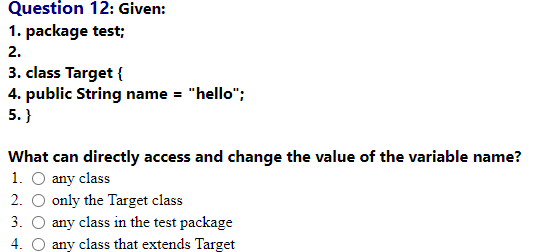 Question 12: Given:
1. package test;
2.
3. class Target {
4. public String name = "hello";
5. }
What can directly access and change the value of the variable name?
1. any class
2. only the Target class
3. any class in the test package
4. any class that extends Target